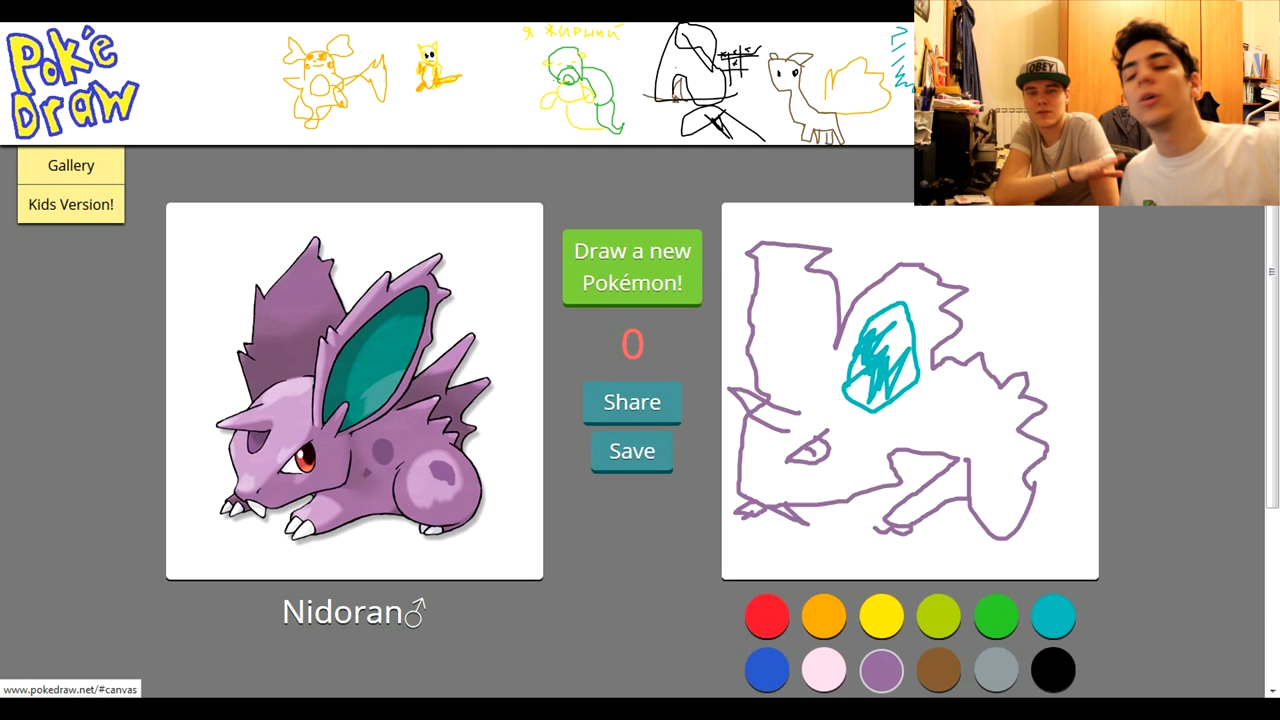 Poké
Draw
я жирный
OBEY
Gallery
Kids Version!
Draw a new
Pokémon!
0
Share
Save
Nidoran♂
www.pokedraw.net/#canvas